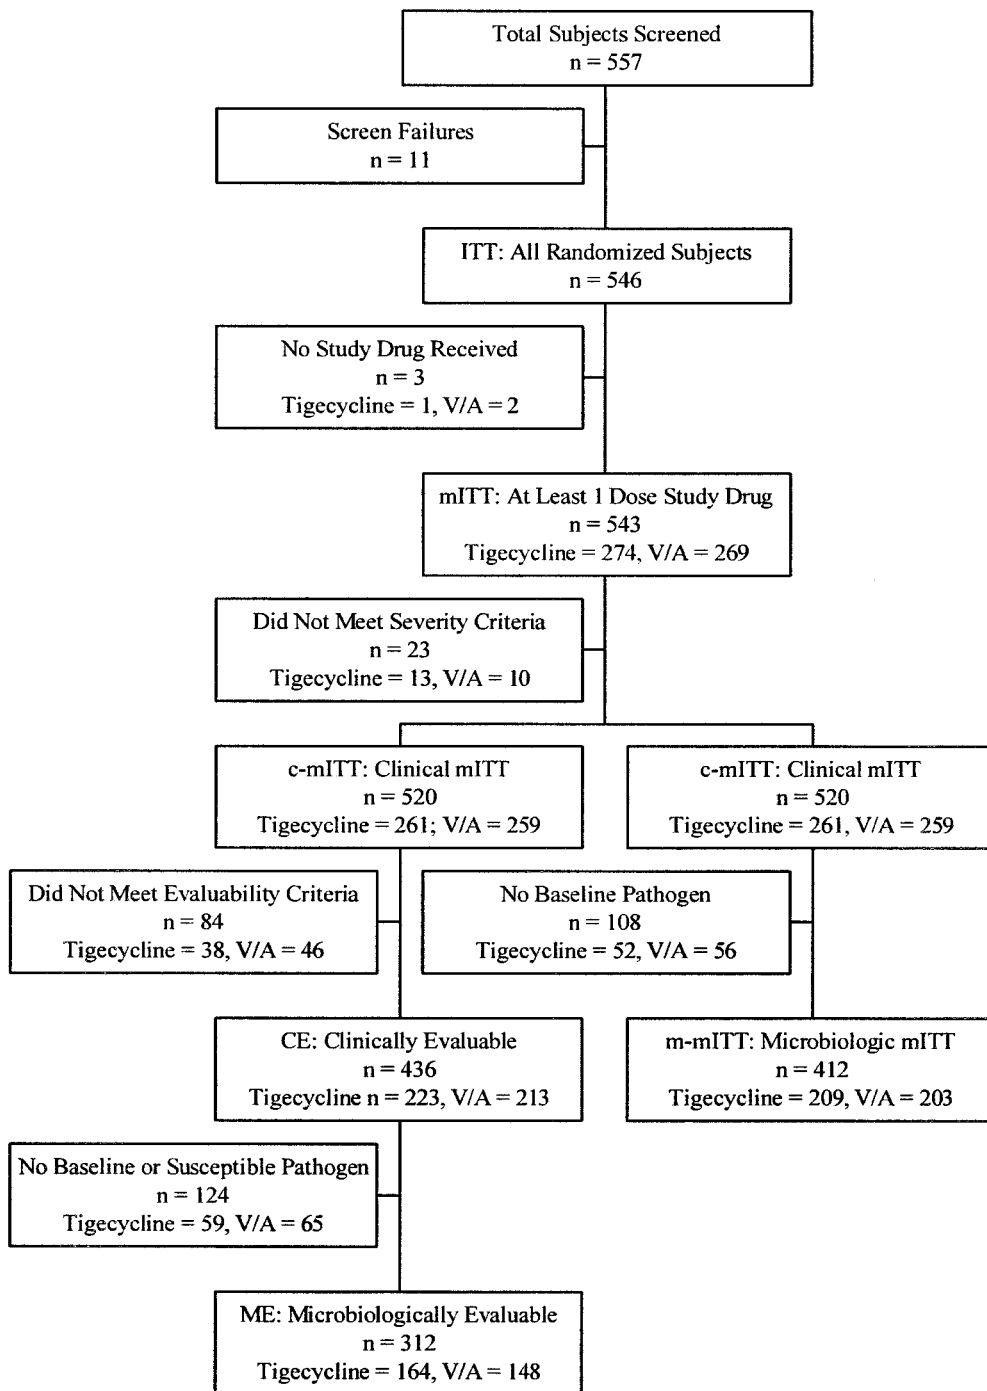 Total Subjects Screened
n = 557
Screen Failures
n = 11
ITT: All Randomized Subjects
n = 546
No Study Drug Received
n = 3
Tigecycline = 1, V/A = 2
mITT: At Least 1 Dose Study Drug
n = 543
Tigecycline = 274, V/A = 269
Did Not Meet Severity Criteria
n = 23
Tigecycline = 13, V/A = 10
c-mITT: Clinical mITT
n = 520
Tigecycline = 261; V/A = 259
c-mITT: Clinical mITT
n = 520
Tigecycline = 261, V/A = 259
Did Not Meet Evaluability Criteria
n = 84
Tigecycline = 38, V/A = 46
No Baseline Pathogen
n = 108
Tigecycline = 52, V/A = 56
CE: Clinically Evaluable
n = 436
Tigecycline n = 223, V/A = 213
m-mITT: Microbiologic mITT
n = 412
Tigecycline = 209, V/A = 203
No Baseline or Susceptible Pathogen
n = 124
Tigecycline = 59, V/A = 65
ME: Microbiologically Evaluable
n = 312
Tigecycline = 164, V/A = 148